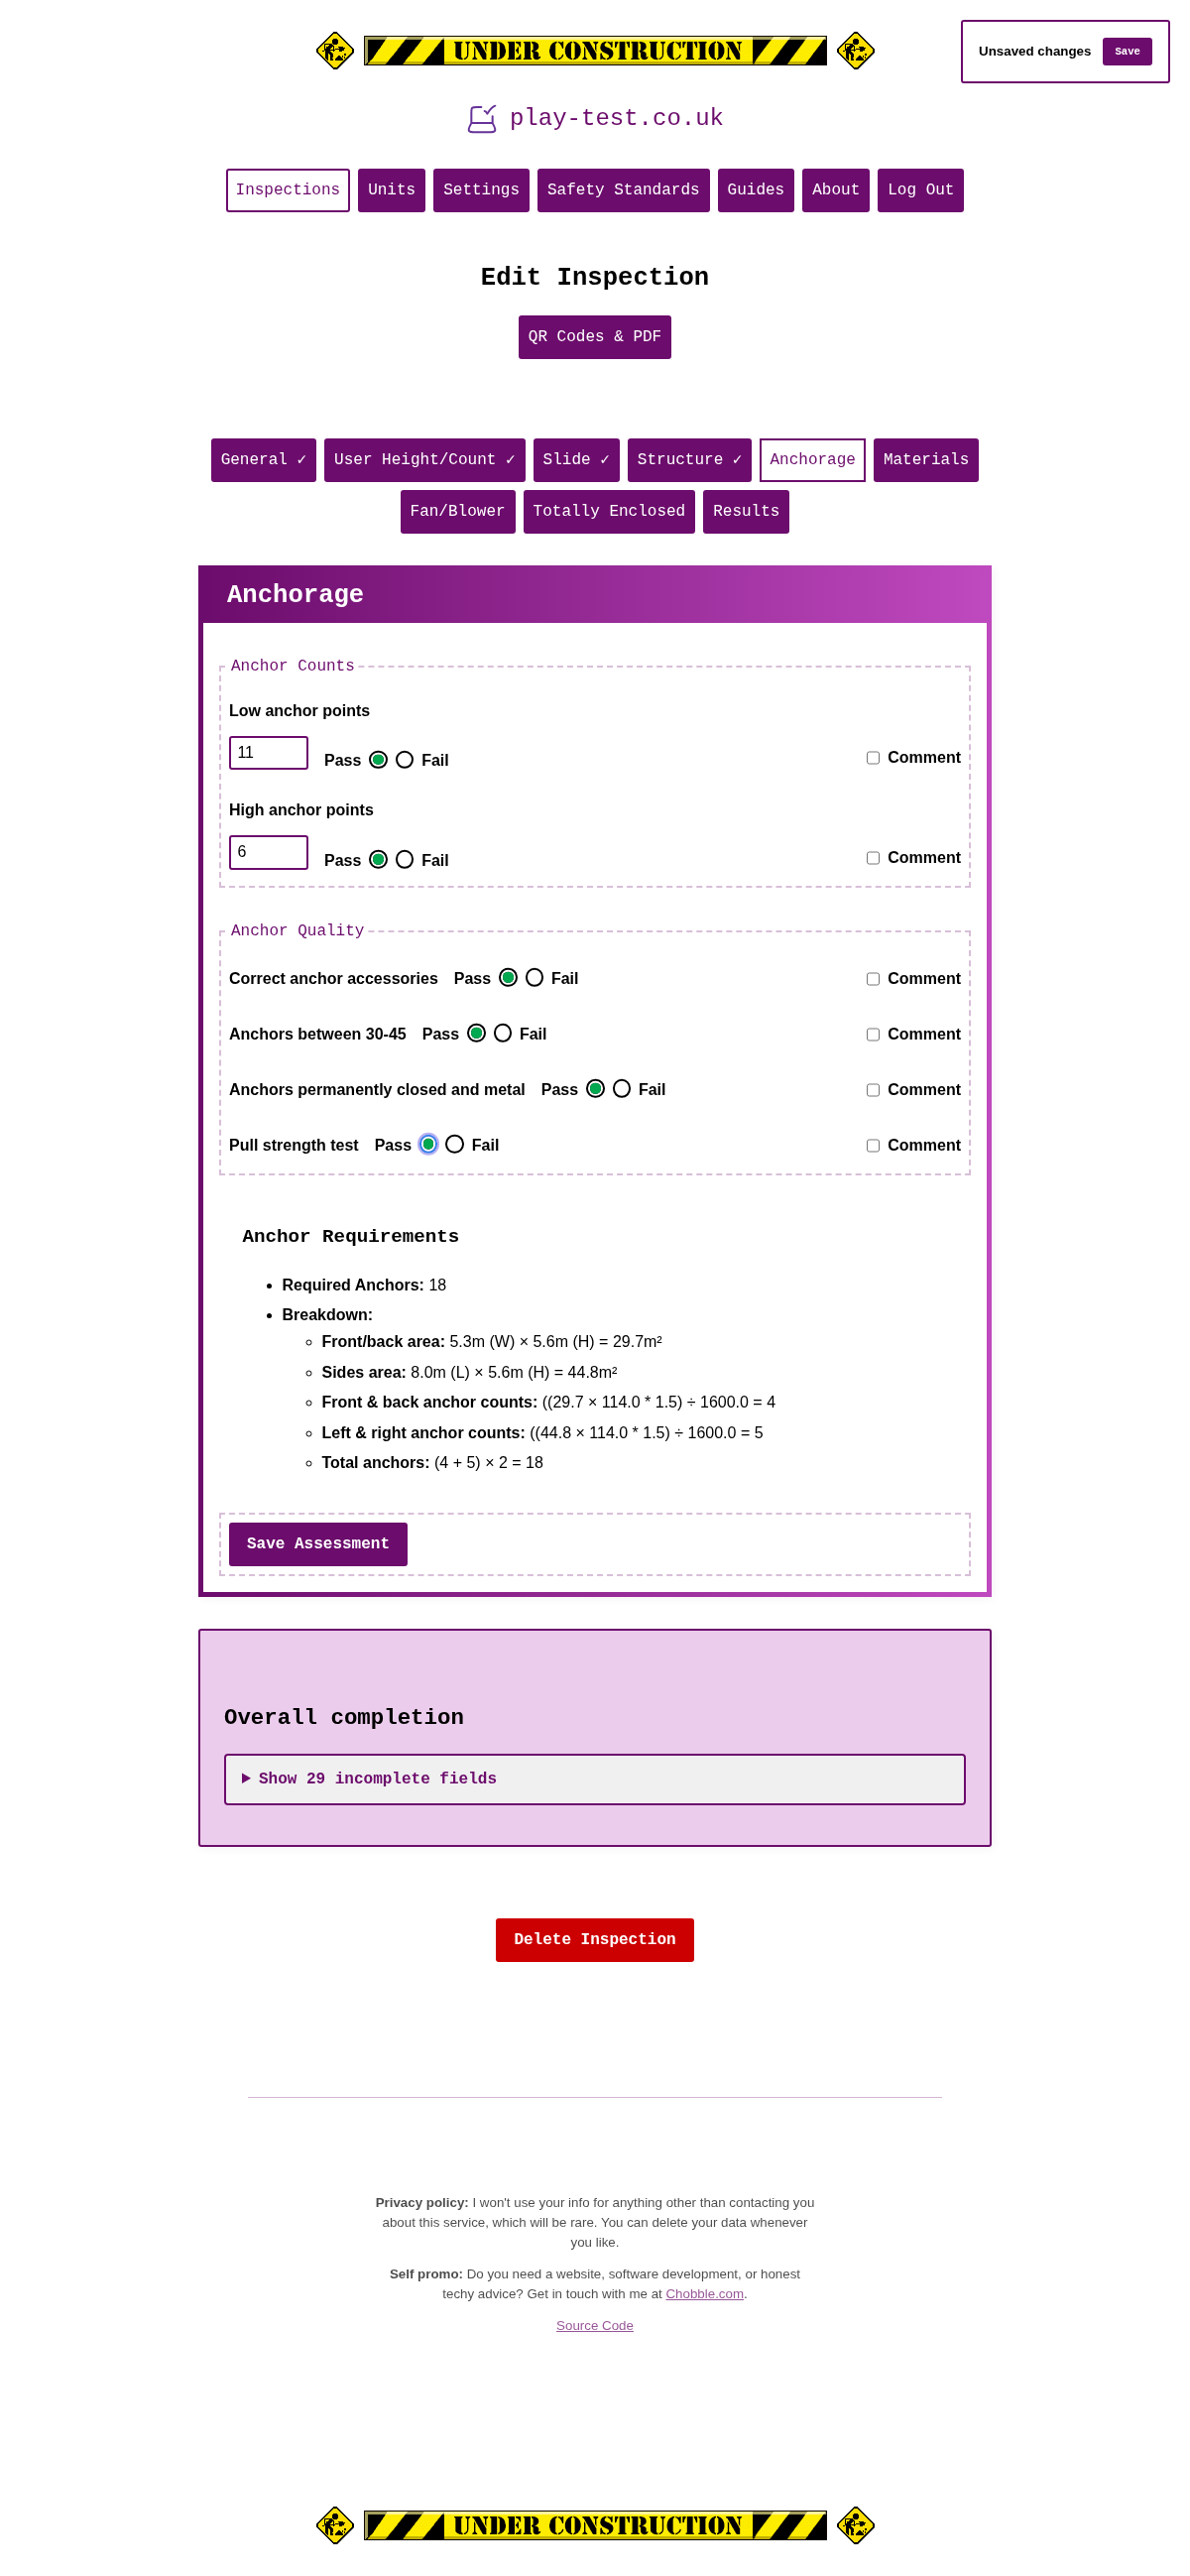 UNDER CONSTRUCTION
Unsaved changes Save
play-test.co.uk
Inspections Units Settings Safety Standards Guides About Log Out
Edit Inspection
QR Codes & PDF
General ✓ User Height/Count ✓ Slide ✓ Structure ✓ Anchorage Materials
Fan/Blower Totally Enclosed Results
Anchorage
Anchor Counts
Low anchor points
11 Pass Fail Comment
High anchor points
6 Pass Fail Comment
Anchor Quality
Correct anchor accessories Pass Fail Comment
Anchors between 30-45 Pass Fail Comment
Anchors permanently closed and metal Pass Fail Comment
Pull strength test Pass Fail Comment
Anchor Requirements
• Required Anchors: 18
• Breakdown:
◦ Front/back area: 5.3m (W) × 5.6m (H) = 29.7m²
◦ Sides area: 8.0m (L) × 5.6m (H) = 44.8m²
◦ Front & back anchor counts: ((29.7 × 114.0 * 1.5) ÷ 1600.0 = 4
◦ Left & right anchor counts: ((44.8 × 114.0 * 1.5) ÷ 1600.0 = 5
◦ Total anchors: (4 + 5) × 2 = 18
Save Assessment
Overall completion
▶ Show 29 incomplete fields
Delete Inspection
Privacy policy: I won't use your info for anything other than contacting you
about this service, which will be rare. You can delete your data whenever
you like.
Self promo: Do you need a website, software development, or honest
techy advice? Get in touch with me at Chobble.com.
Source Code
UNDER CONSTRUCTION